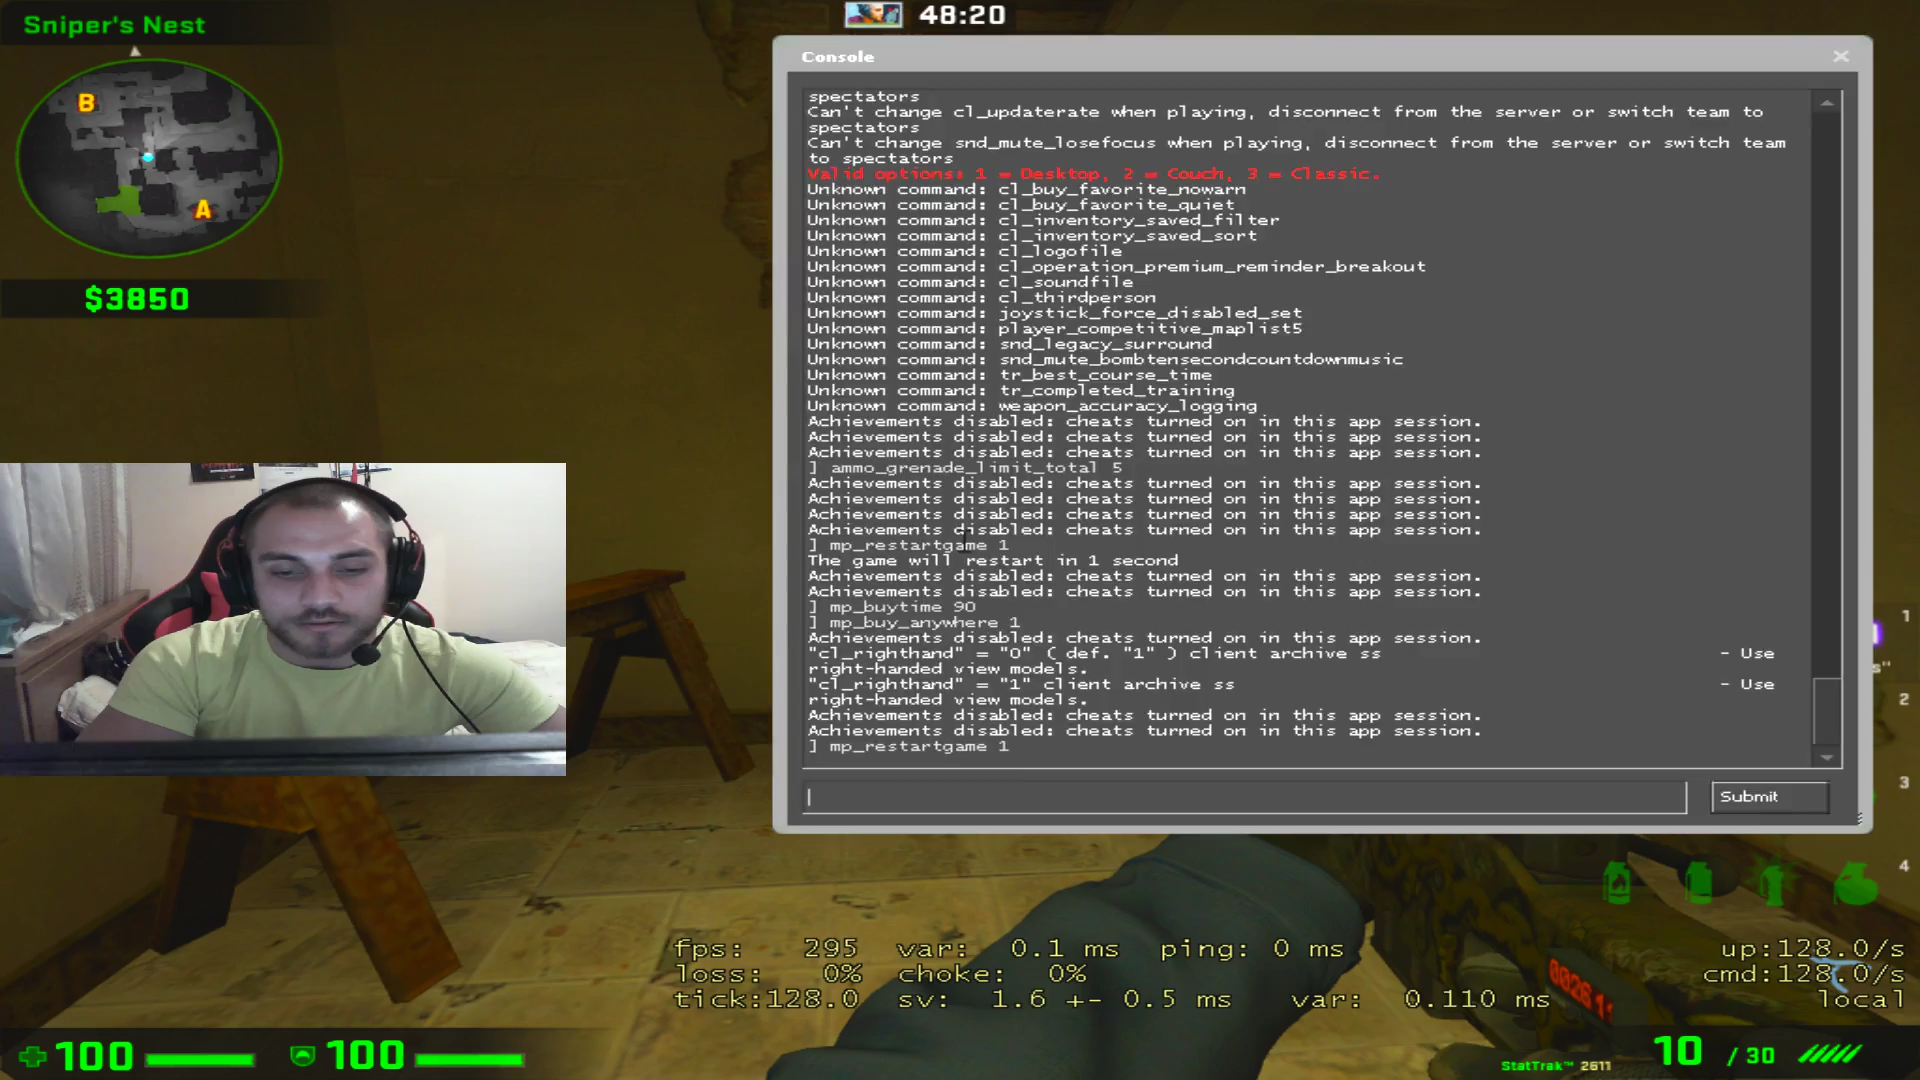 Sniper's Nest
48:20
B
A
$3850
Console
spectators
Can't change cl_updaterate when playing, disconnect from the server or switch team to
spectators
Can't change snd_mute_losefocus when playing, disconnect from the server or switch team
to spectators
Valid options: 1 = Desktop, 2 = Couch, 3 = Classic.
Unknown command: cl_buy_favorite_nowarn
Unknown command: cl_buy_favorite_quiet
Unknown command: cl_inventory_saved_filter
Unknown command: cl_inventory_saved_sort
Unknown command: cl_logofile
Unknown command: cl_operation_premium_reminder_breakout
Unknown command: cl_soundfile
Unknown command: cl_thirdperson
Unknown command: joystick_force_disabled_set
Unknown command: player_competitive_maplist5
Unknown command: snd_legacy_surround
Unknown command: snd_mute_bombtensecondcountdownmusic
Unknown command: tr_best_course_time
Unknown command: tr_completed_training
Unknown command: weapon_accuracy_logging
Achievements disabled: cheats turned on in this app session.
Achievements disabled: cheats turned on in this app session.
Achievements disabled: cheats turned on in this app session.
] ammo_grenade_limit_total 5
Achievements disabled: cheats turned on in this app session.
Achievements disabled: cheats turned on in this app session.
Achievements disabled: cheats turned on in this app session.
Achievements disabled: cheats turned on in this app session.
] mp_restartgame 1
The game will restart in 1 second
Achievements disabled: cheats turned on in this app session.
Achievements disabled: cheats turned on in this app session.
] mp_buytime 90
] mp_buy_anywhere 1
Achievements disabled: cheats turned on in this app session.
"cl_righthand" = "0" ( def. "1" ) client archive ss - Use
right-handed view models.
"cl_righthand" = "1" client archive ss - Use
right-handed view models.
Achievements disabled: cheats turned on in this app session.
Achievements disabled: cheats turned on in this app session.
] mp_restartgame 1
Submit
1
s"
2
3
4
fps: 295 var: 0.1 ms ping: 0 ms
loss: 0% choke: 0%
tick:128.0 sv: 1.6 +- 0.5 ms var: 0.110 ms
up:128.0/s
cmd:128.0/s
local
100
100
StatTrak™ 2611
10 / 30